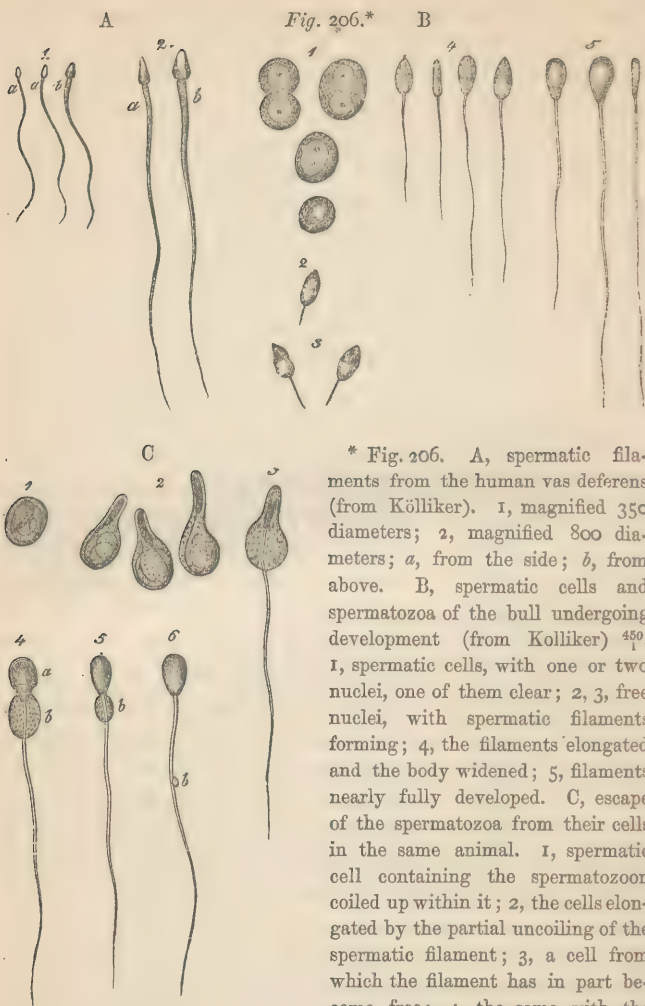 A Fig. 206.* B
1. a a b
2. a b
1
2
3
4 5
C
1 2 3
4 5 6
a b b b
* Fig. 206. A, spermatic fila-
ments from the human vas deferens
(from Kölliker). 1, magnified 350
diameters; 2, magnified 800 dia-
meters; a, from the side; b, from
above. B, spermatic cells and
spermatozoa of the bull undergoing
development (from Kolliker) 450/1
1, spermatic cells, with one or two
nuclei, one of them clear; 2, 3, free
nuclei, with spermatic filaments
forming; 4, the filaments elongated
and the body widened; 5, filaments
nearly fully developed. C, escape
of the spermatozoa from their cells
in the same animal. 1, spermatic
cell containing the spermatozoon
coiled up within it; 2, the cells elon-
gated by the partial uncoiling of the
spermatic filament; 3, a cell from
which the filament has in part be-